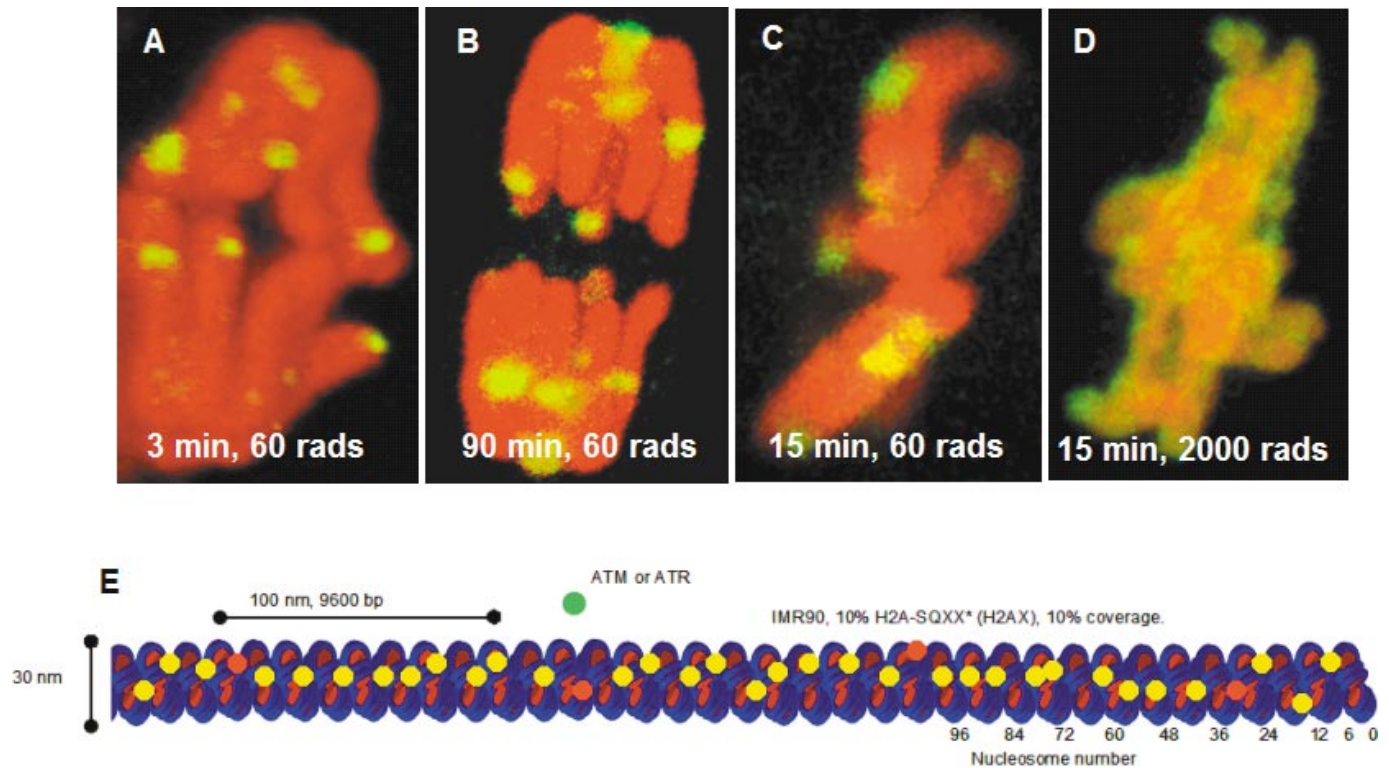 A
B
C
D
3 min, 60 rads
90 min, 60 rads
15 min, 60 rads
15 min, 2000 rads
E
ATM or ATR
100 nm, 9600 bp
IMR90, 10% H2A-SQXX* (H2AX), 10% coverage.
30 nm
96 84 72 60 48 36 24 12 6 0
Nucleosome number